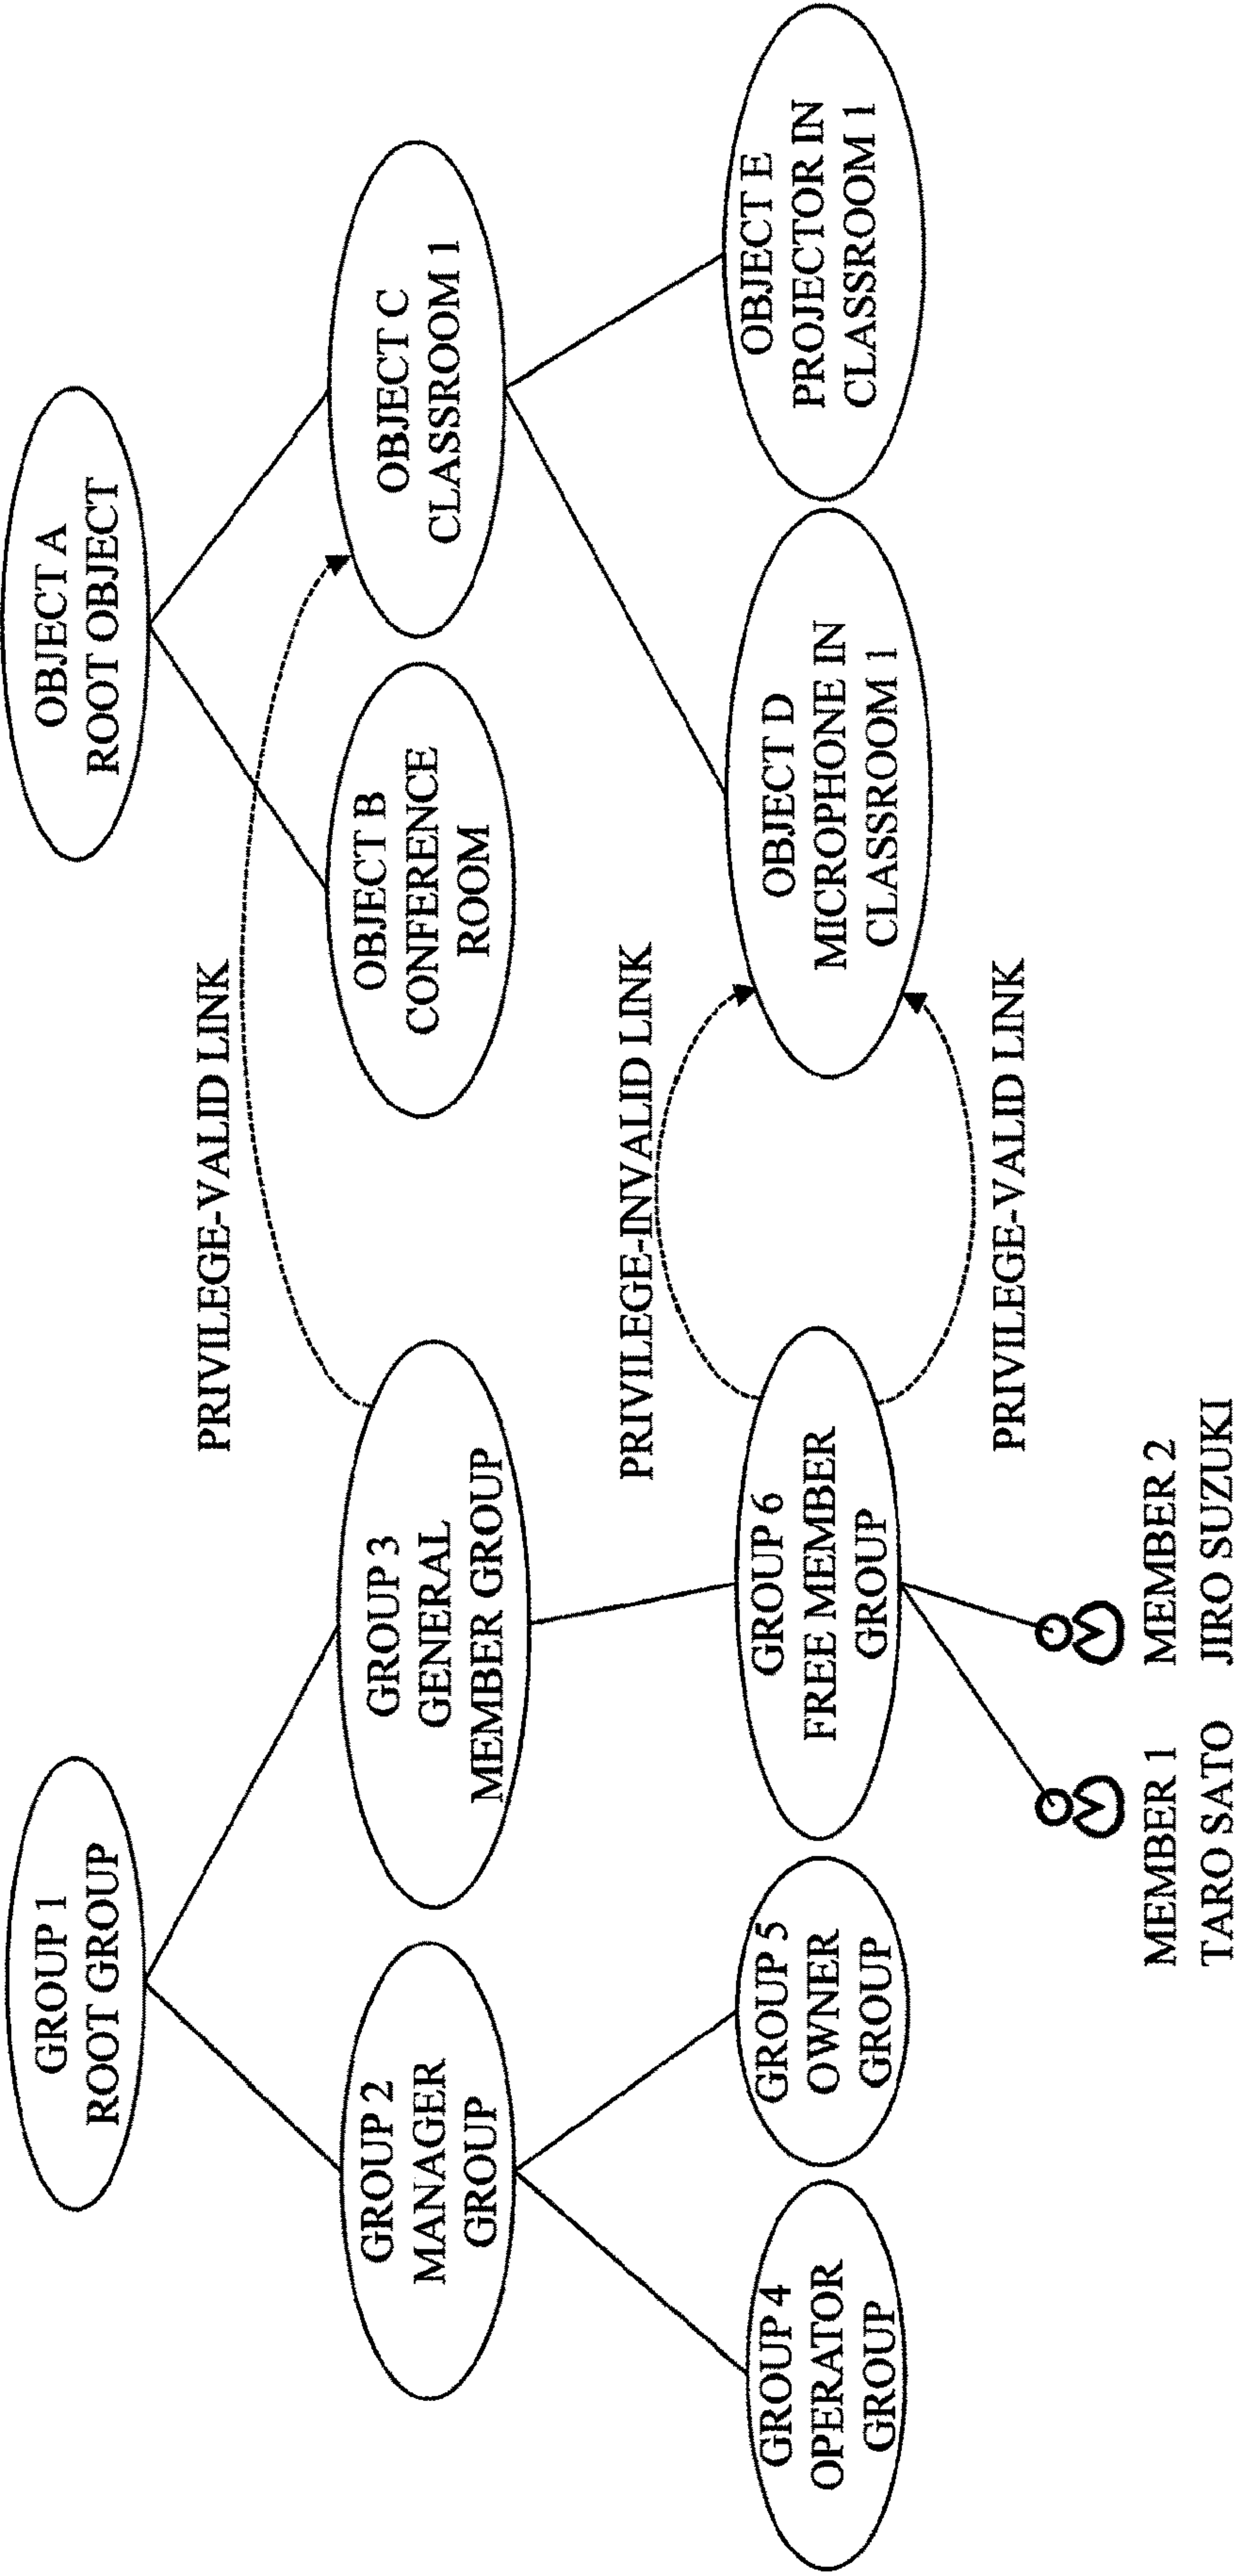 GROUP 1
ROOT GROUP
OBJECT A
ROOT OBJECT
PRIVILEGE-VALID LINK
GROUP 2
MANAGER
GROUP
GROUP 3
GENERAL
MEMBER GROUP
OBJECT B
CONFERENCE
ROOM
OBJECT C
CLASSROOM 1
PRIVILEGE-INVALID LINK
GROUP 4
OPERATOR
GROUP
GROUP 5
OWNER
GROUP
GROUP 6
FREE MEMBER
GROUP
OBJECT D
MICROPHONE IN
CLASSROOM 1
OBJECT E
PROJECTOR IN
CLASSROOM 1
PRIVILEGE-VALID LINK
MEMBER 1
TARO SATO
MEMBER 2
JIRO SUZUKI